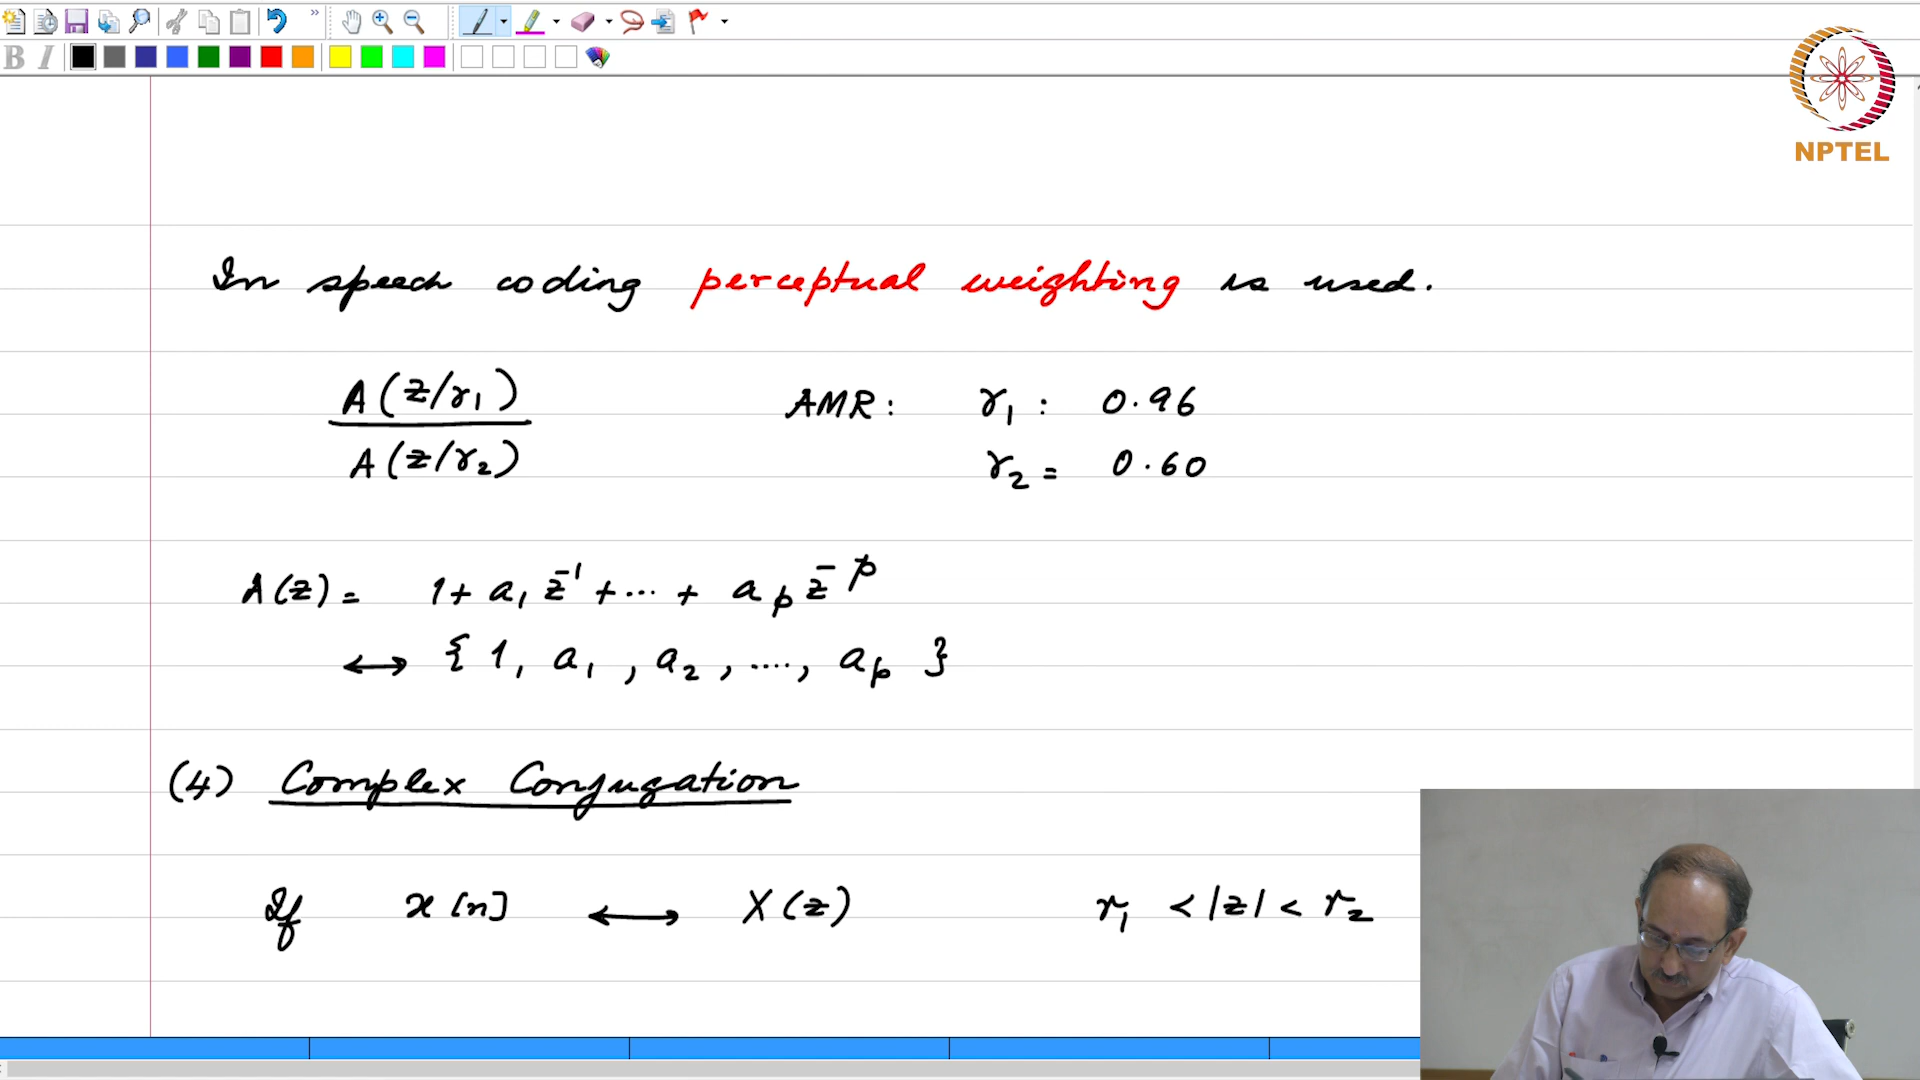 NPTEL
In speech coding perceptual weighting is used.
A(z/γ₁) / A(z/γ₂)
AMR: γ₁ : 0.96
γ₂ = 0.60
A(z) = 1 + a₁ z⁻¹ + ... + aₚ z⁻ᵖ
↔ { 1, a₁, a₂, ...., aₚ }
(4) Complex Conjugation
If x[n] ↔ X(z) r₁ < |z| < r₂